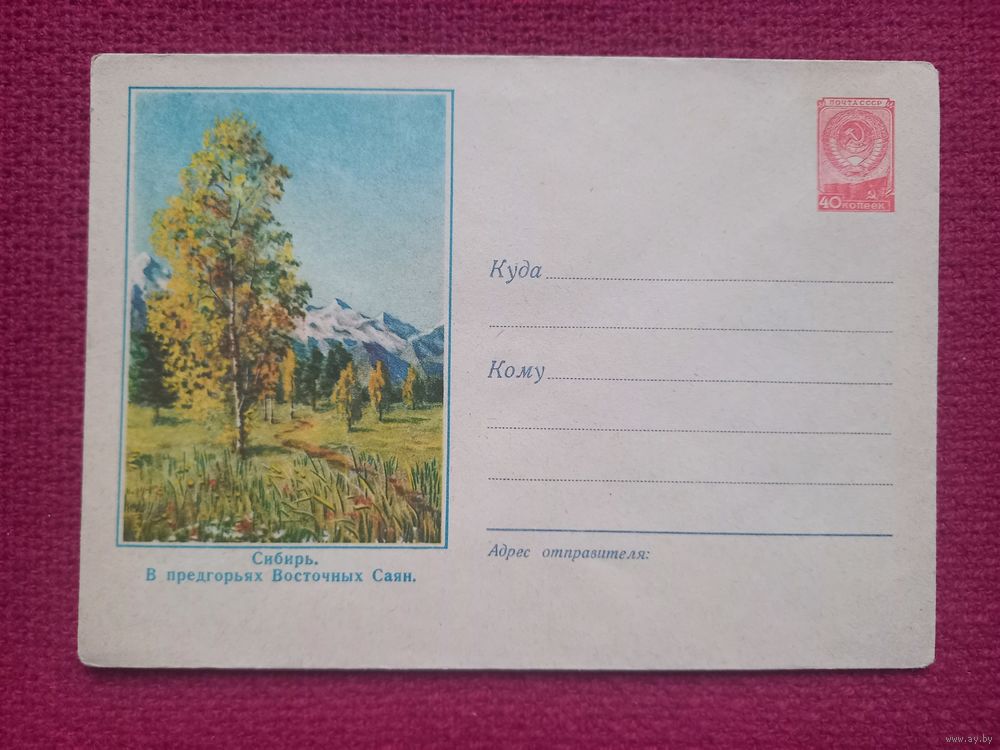 ПОЧТА СССР
40 КОПЕЕК
Куда
Кому
Адрес отправителя:
Сибирь.
В предгорьях Восточных Саян.
www.ay.by